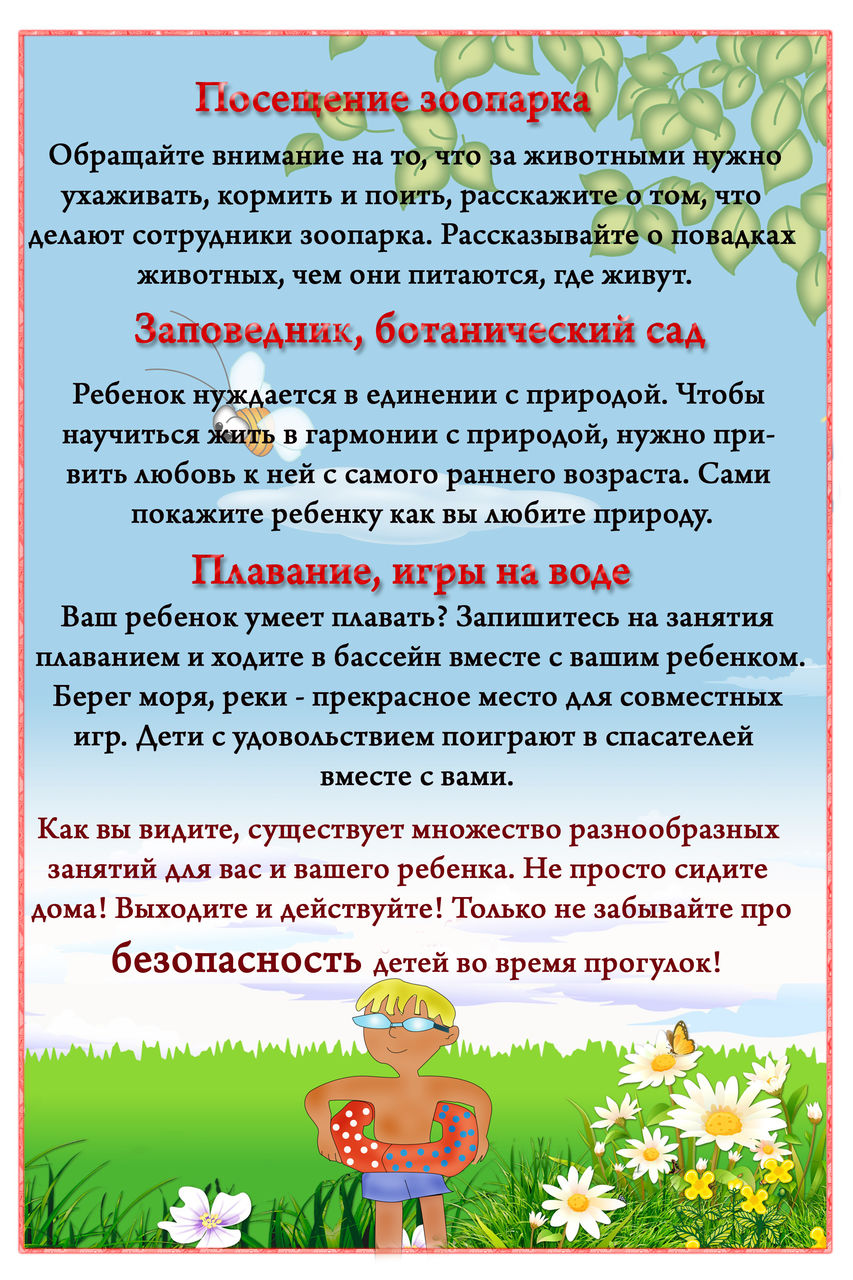 Посещение зоопарка
Обращайте внимание на то, что за животными нужно
ухаживать, кормить и поить, расскажите о том, что
делают сотрудники зоопарка. Рассказывайте о повадках
животных, чем они питаются, где живут.
Заповедник, ботанический сад
Ребенок нуждается в единении с природой. Чтобы
научиться жить в гармонии с природой, нужно при-
вить любовь к ней с самого раннего возраста. Сами
покажите ребенку как вы любите природу.
Плавание, игры на воде
Ваш ребенок умеет плавать? Запишитесь на занятия
плаванием и ходите в бассейн вместе с вашим ребенком.
Берег моря, реки - прекрасное место для совместных
игр. Дети с удовольствием поиграют в спасателей
вместе с вами.
Как вы видите, существует множество разнообразных
занятий для вас и вашего ребенка. Не просто сидите
дома! Выходите и действуйте! Только не забывайте про
безопасность детей во время прогулок!